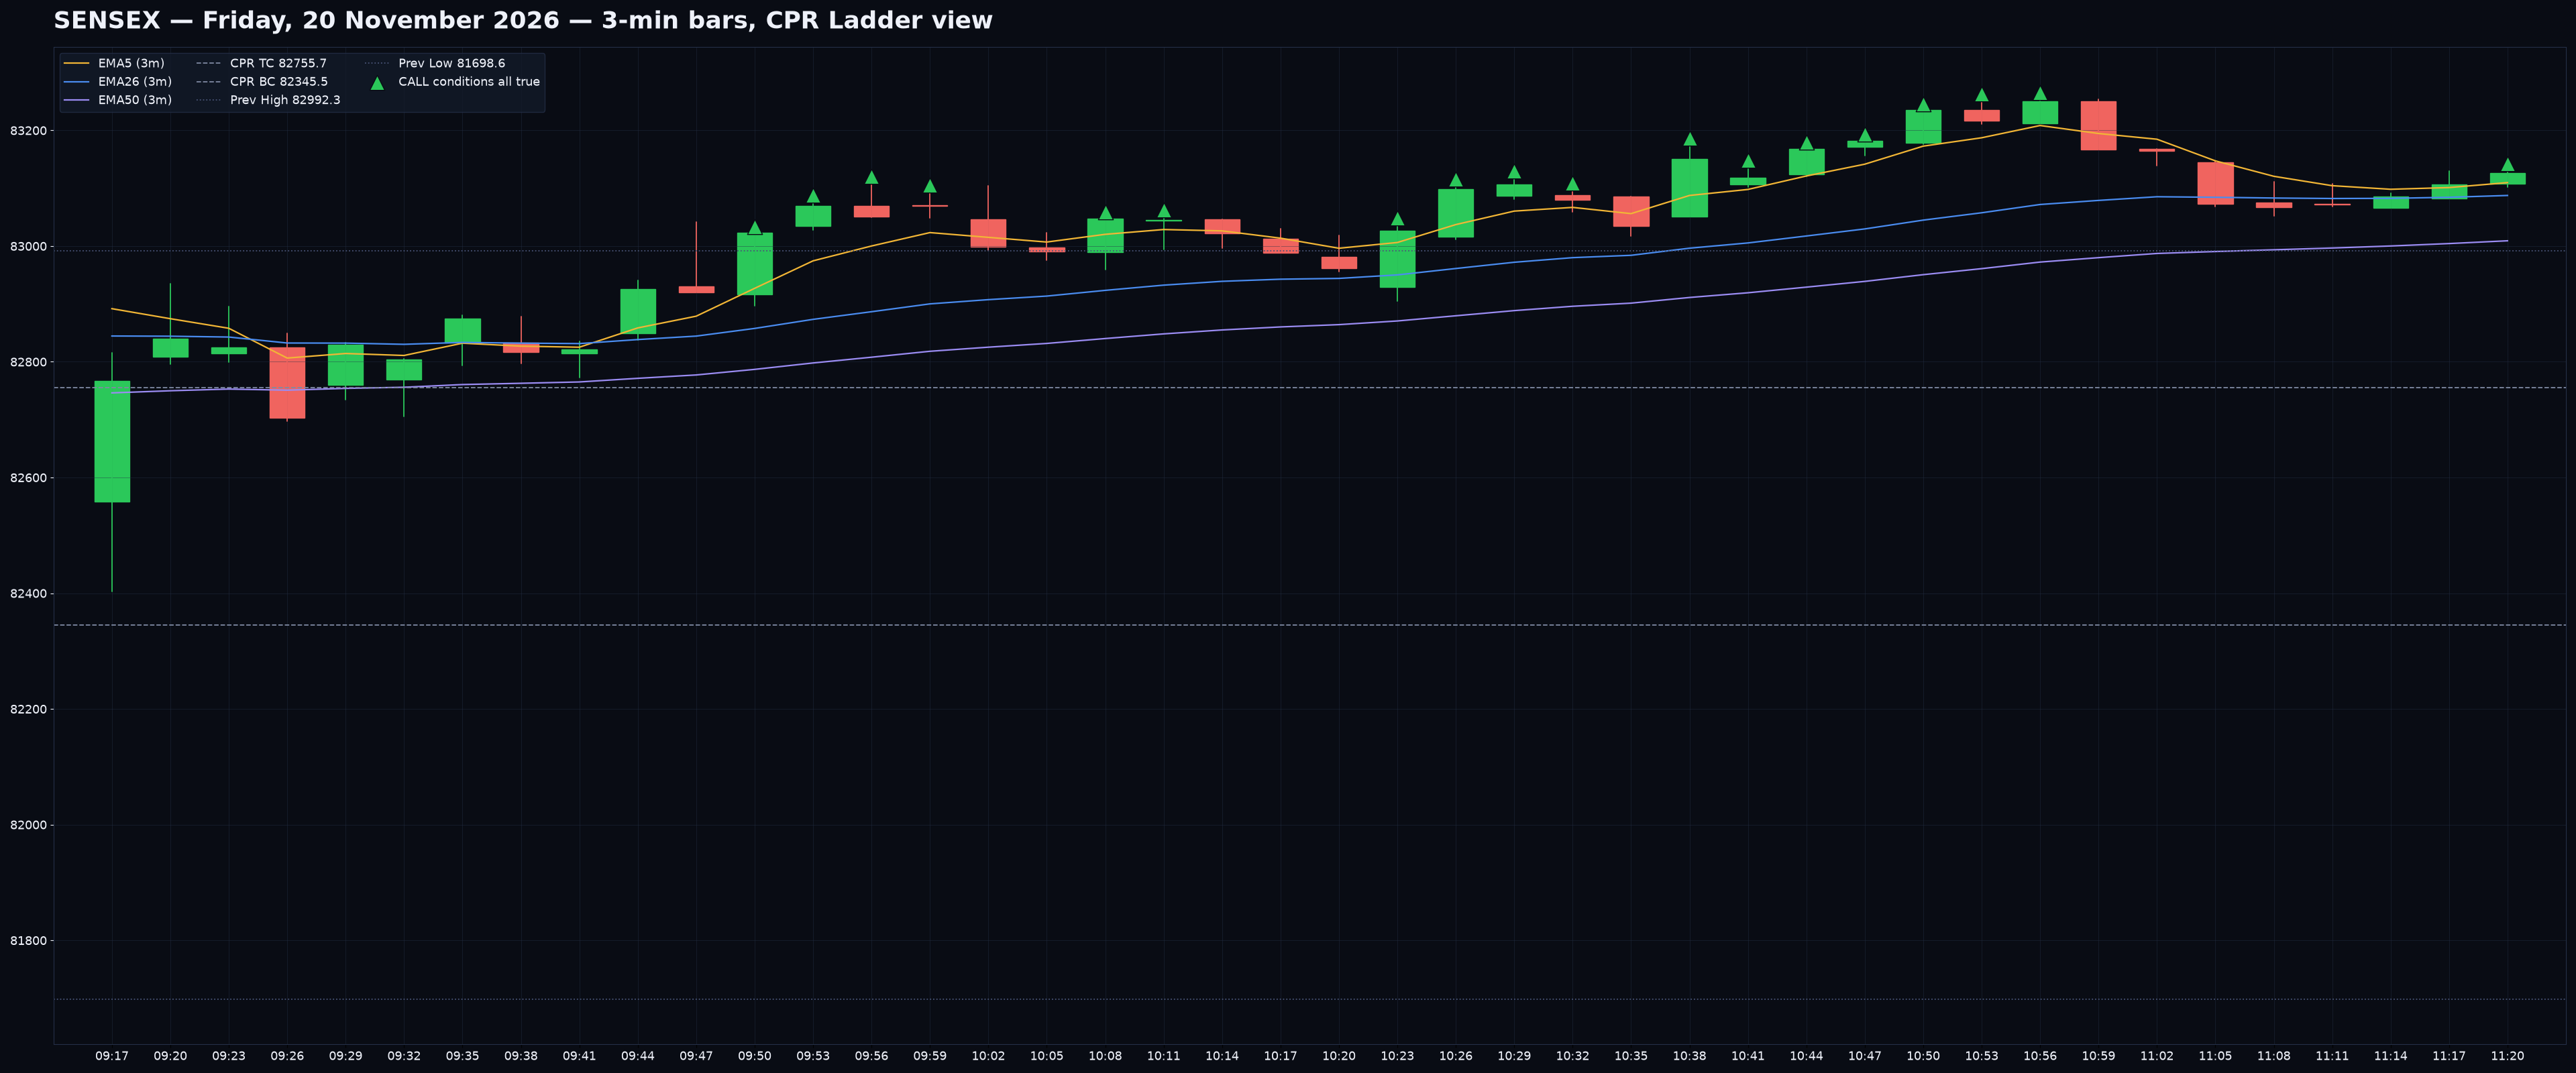 SENSEX — Friday, 20 November 2026 — 3-min bars, CPR Ladder view
EMA5 (3m)
EMA26 (3m)
EMA50 (3m)
CPR TC 82755.7
CPR BC 82345.5
Prev High 82992.3
Prev Low 81698.6
CALL conditions all true
83200
83000
82800
82600
82400
82200
82000
81800
09:17 09:20 09:23 09:26 09:29 09:32 09:35 09:38 09:41 09:44 09:47 09:50 09:53 09:56 09:59 10:02 10:05 10:08 10:11 10:14 10:17 10:20 10:23 10:26 10:29 10:32 10:35 10:38 10:41 10:44 10:47 10:50 10:53 10:56 10:59 11:02 11:05 11:08 11:11 11:14 11:17 11:20